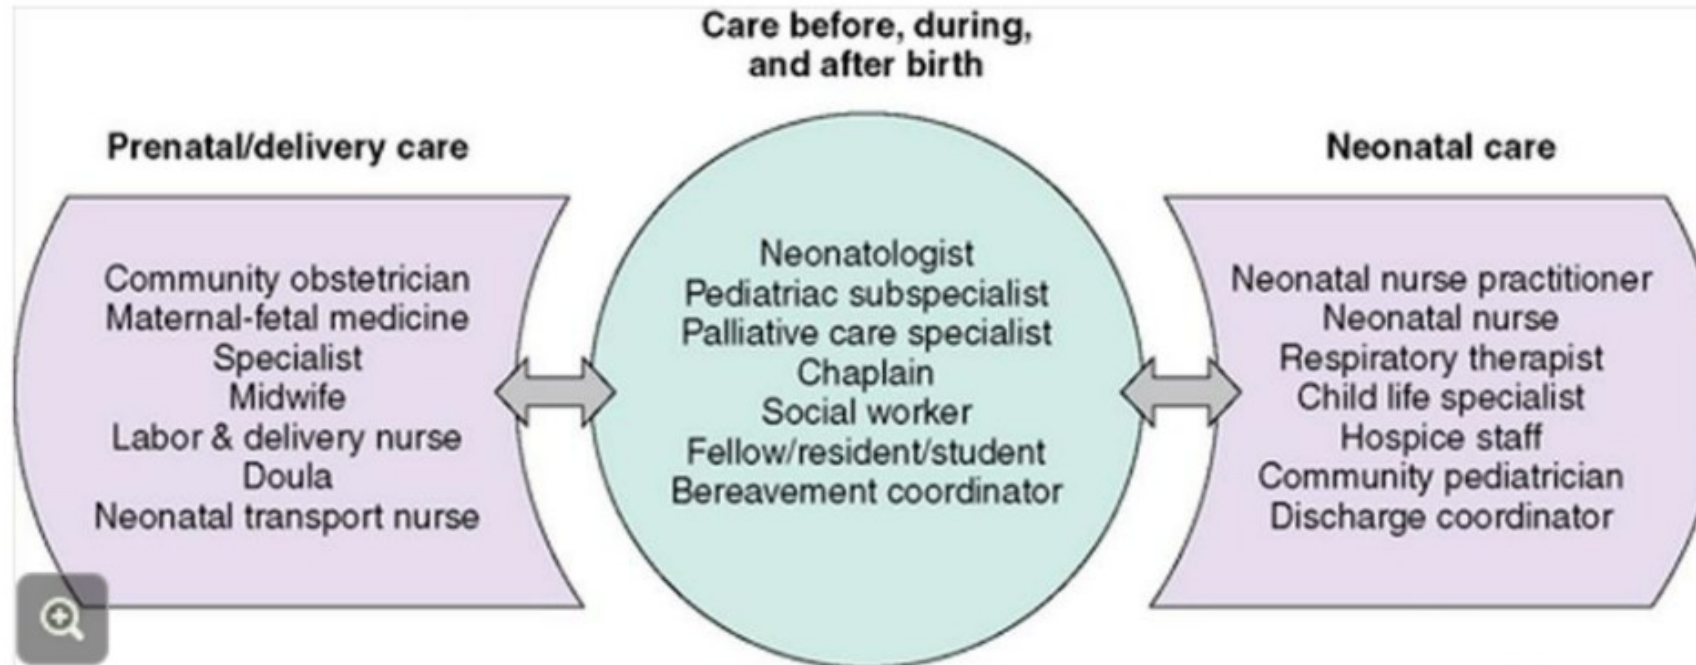 Care before, during,
and after birth
Prenatal/delivery care
Community obstetrician
Maternal-fetal medicine
Specialist
Midwife
Labor & delivery nurse
Doula
Neonatal transport nurse
Neonatologist
Pediatriac subspecialist
Palliative care specialist
Chaplain
Social worker
Fellow/resident/student
Bereavement coordinator
Neonatal care
Neonatal nurse practitioner
Neonatal nurse
Respiratory therapist
Child life specialist
Hospice staff
Community pediatrician
Discharge coordinator